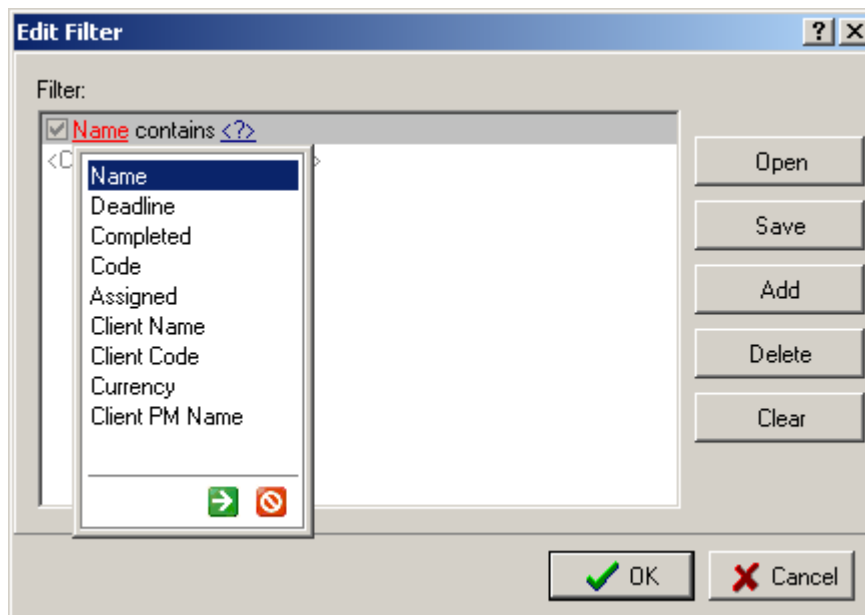 Edit Filter
Filter:
Name contains <?>
<C >
Name
Deadline
Completed
Code
Assigned
Client Name
Client Code
Currency
Client PM Name
Open
Save
Add
Delete
Clear
OK
Cancel